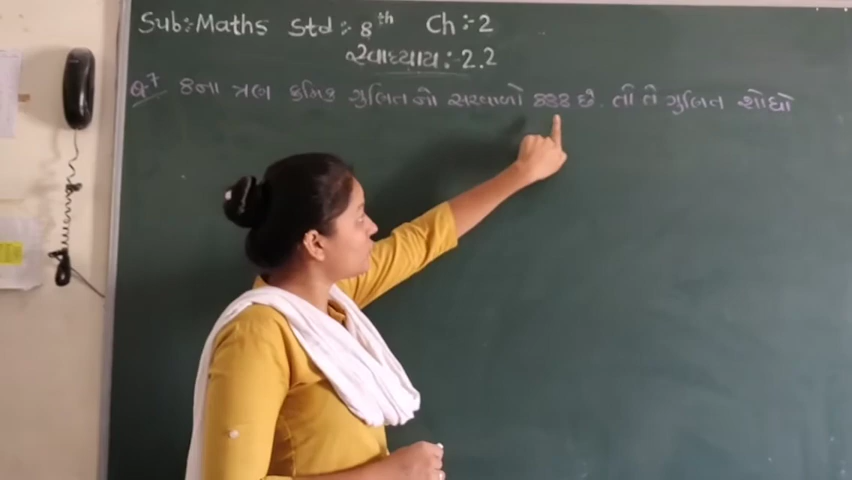 Sub:-Maths Std:- 8th Ch:-2
સ્વાધ્યાય:-2.2
Q7 8ના ત્રણ ક્રમિક ગુણિતનો સરવાળો 888 છે. તો તે ગુણિત શોધો